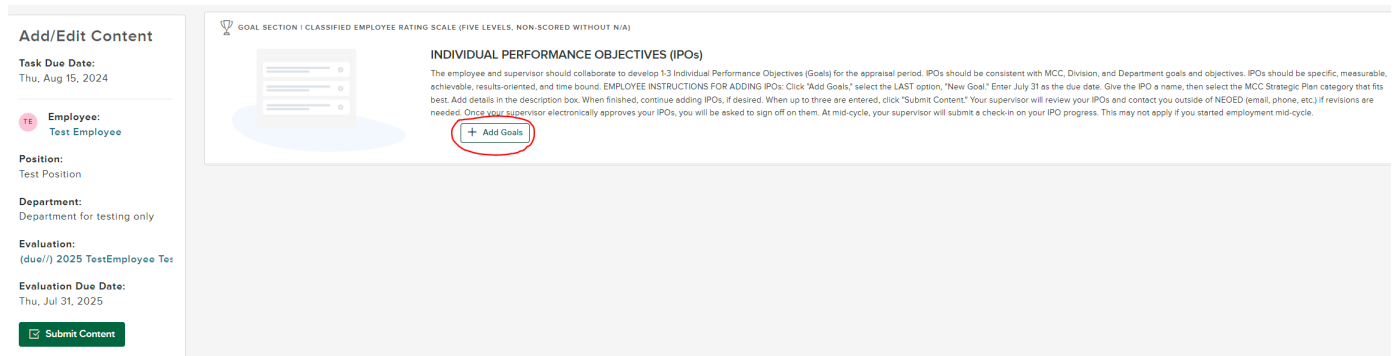 Add/Edit Content
Task Due Date:
Thu, Aug 15, 2024
TE
Employee:
Test Employee
Position:
Test Position
Department:
Department for testing only
Evaluation:
(due//) 2025 TestEmployee Tes
Evaluation Due Date:
Thu, Jul 31, 2025
Submit Content
GOAL SECTION | CLASSIFIED EMPLOYEE RATING SCALE (FIVE LEVELS, NON-SCORED WITHOUT N/A)
INDIVIDUAL PERFORMANCE OBJECTIVES (IPOs)
The employee and supervisor should collaborate to develop 1-3 Individual Performance Objectives (Goals) for the appraisal period. IPOs should be consistent with MCC, Division, and Department goals and objectives. IPOs should be specific, measurable,
achievable, results-oriented, and time bound. EMPLOYEE INSTRUCTIONS FOR ADDING IPOs: Click "Add Goals," select the LAST option, "New Goal." Enter July 31 as the due date. Give the IPO a name, then select the MCC Strategic Plan category that fits
best. Add details in the description box. When finished, continue adding IPOs, if desired. When up to three are entered, click "Submit Content." Your supervisor will review your IPOs and contact you outside of NEOED (email, phone, etc.) if revisions are
needed. Once your supervisor electronically approves your IPOs, you will be asked to sign off on them. At mid-cycle, your supervisor will submit a check-in on your IPO progress. This may not apply if you started employment mid-cycle.
+ Add Goals